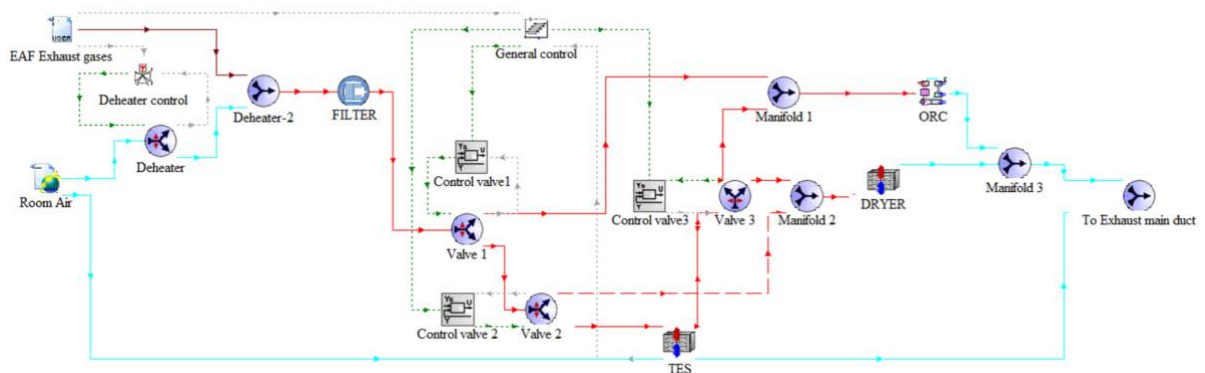 USER
EAF Exhaust gases
General control
Deheater control
Deheater-2
FILTER
Manifold 1
ORC
Deheater
Room Air
Control valve1
Control valve3
Valve 3
Manifold 2
DRYER
Manifold 3
To Exhaust main duct
Valve 1
Control valve 2
Valve 2
TES